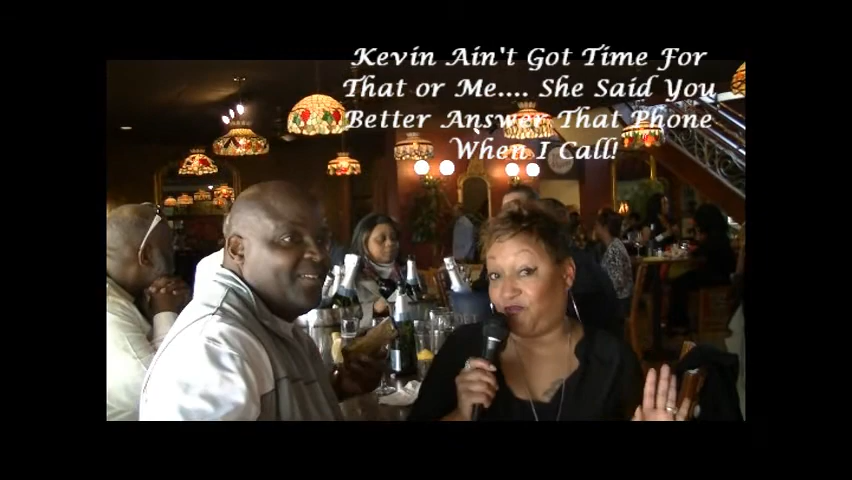 Kevin Ain't Got Time For
That or Me.... She Said You
Better Answer That Phone
When I Call!